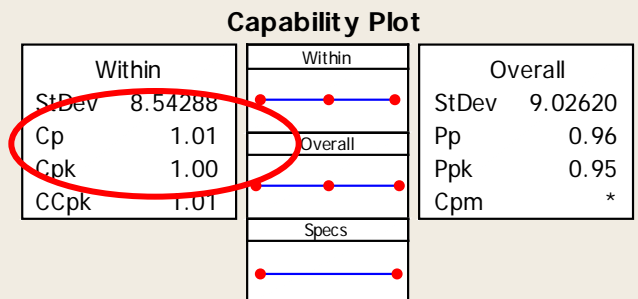 Capability Plot
Within
StDev 8.54288
Cp 1.01
Cpk 1.00
CCpk 1.01
Within
Overall
Specs
Overall
StDev 9.02620
Pp 0.96
Ppk 0.95
Cpm *